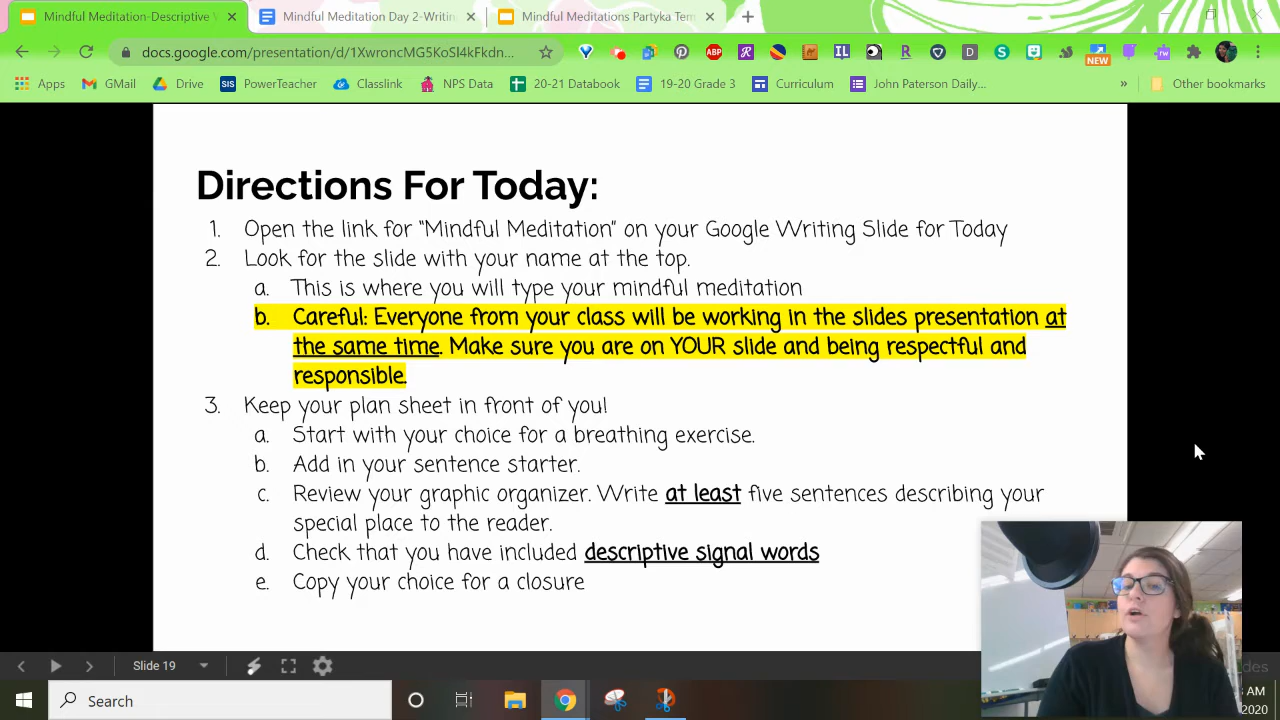 Mindful Meditation-Descriptive
Mindful Meditation Day 2-Writin
Mindful Meditations Partyka Tem
docs.google.com/presentation/d/1XwroncMG5KoSl4kFkdn...
ABP
IL
R
D
S
rw
NEW
Apps
GMail
Drive
SIS
PowerTeacher
Classlink
NPS Data
20-21 Databook
19-20 Grade 3
Curriculum
John Paterson Daily...
»
Other bookmarks
Directions For Today:
1. Open the link for "Mindful Meditation" on your Google Writing Slide for Today
2. Look for the slide with your name at the top.
a. This is where you will type your mindful meditation
b. Careful: Everyone from your class will be working in the slides presentation at
the same time. Make sure you are on YOUR slide and being respectful and
responsible.
3. Keep your plan sheet in front of you!
a. Start with your choice for a breathing exercise.
b. Add in your sentence starter.
c. Review your graphic organizer. Write at least five sentences describing your
special place to the reader.
d. Check that you have included descriptive signal words
e. Copy your choice for a closure
Slide 19
Search
AM
2020